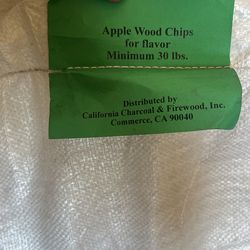 Apple Wood Chips
for flavor
Minimum 30 lbs.
Distributed by
California Charcoal & Firewood, Inc.
Commerce, CA 90040